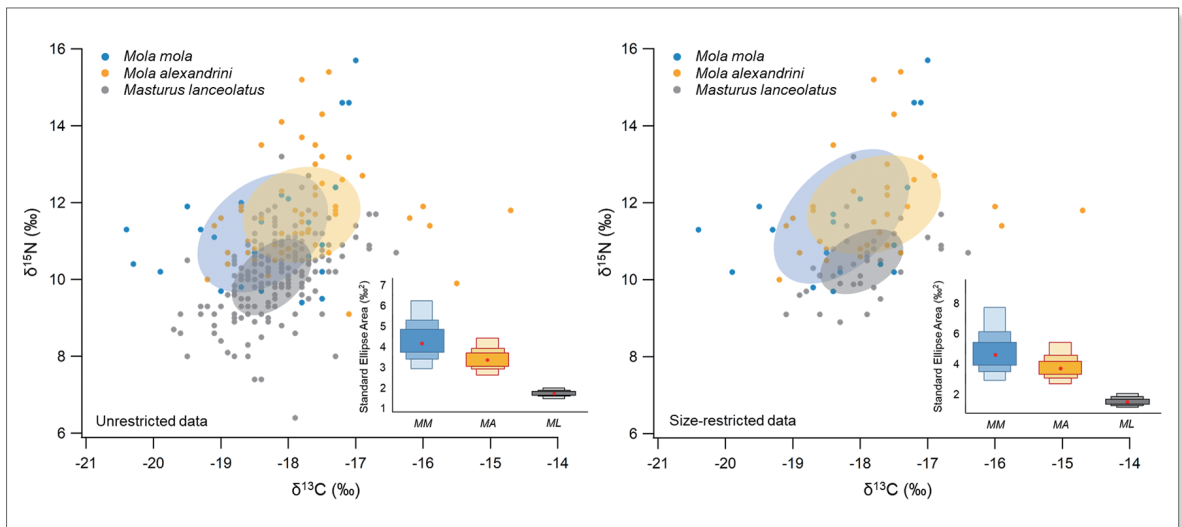 Mola mola
Mola alexandrini
Masturus lanceolatus
16
14
12
10
8
6
δ15N (‰)
-21 -20 -19 -18 -17 -16 -15 -14
δ13C (‰)
Unrestricted data
Standard Ellipse Area (‰2)
7
6
5
4
3
2
1
MM MA ML
Mola mola
Mola alexandrini
Masturus lanceolatus
16
14
12
10
8
6
δ15N (‰)
-21 -20 -19 -18 -17 -16 -15 -14
δ13C (‰)
Size-restricted data
Standard Ellipse Area (‰2)
8
6
4
2
MM MA ML